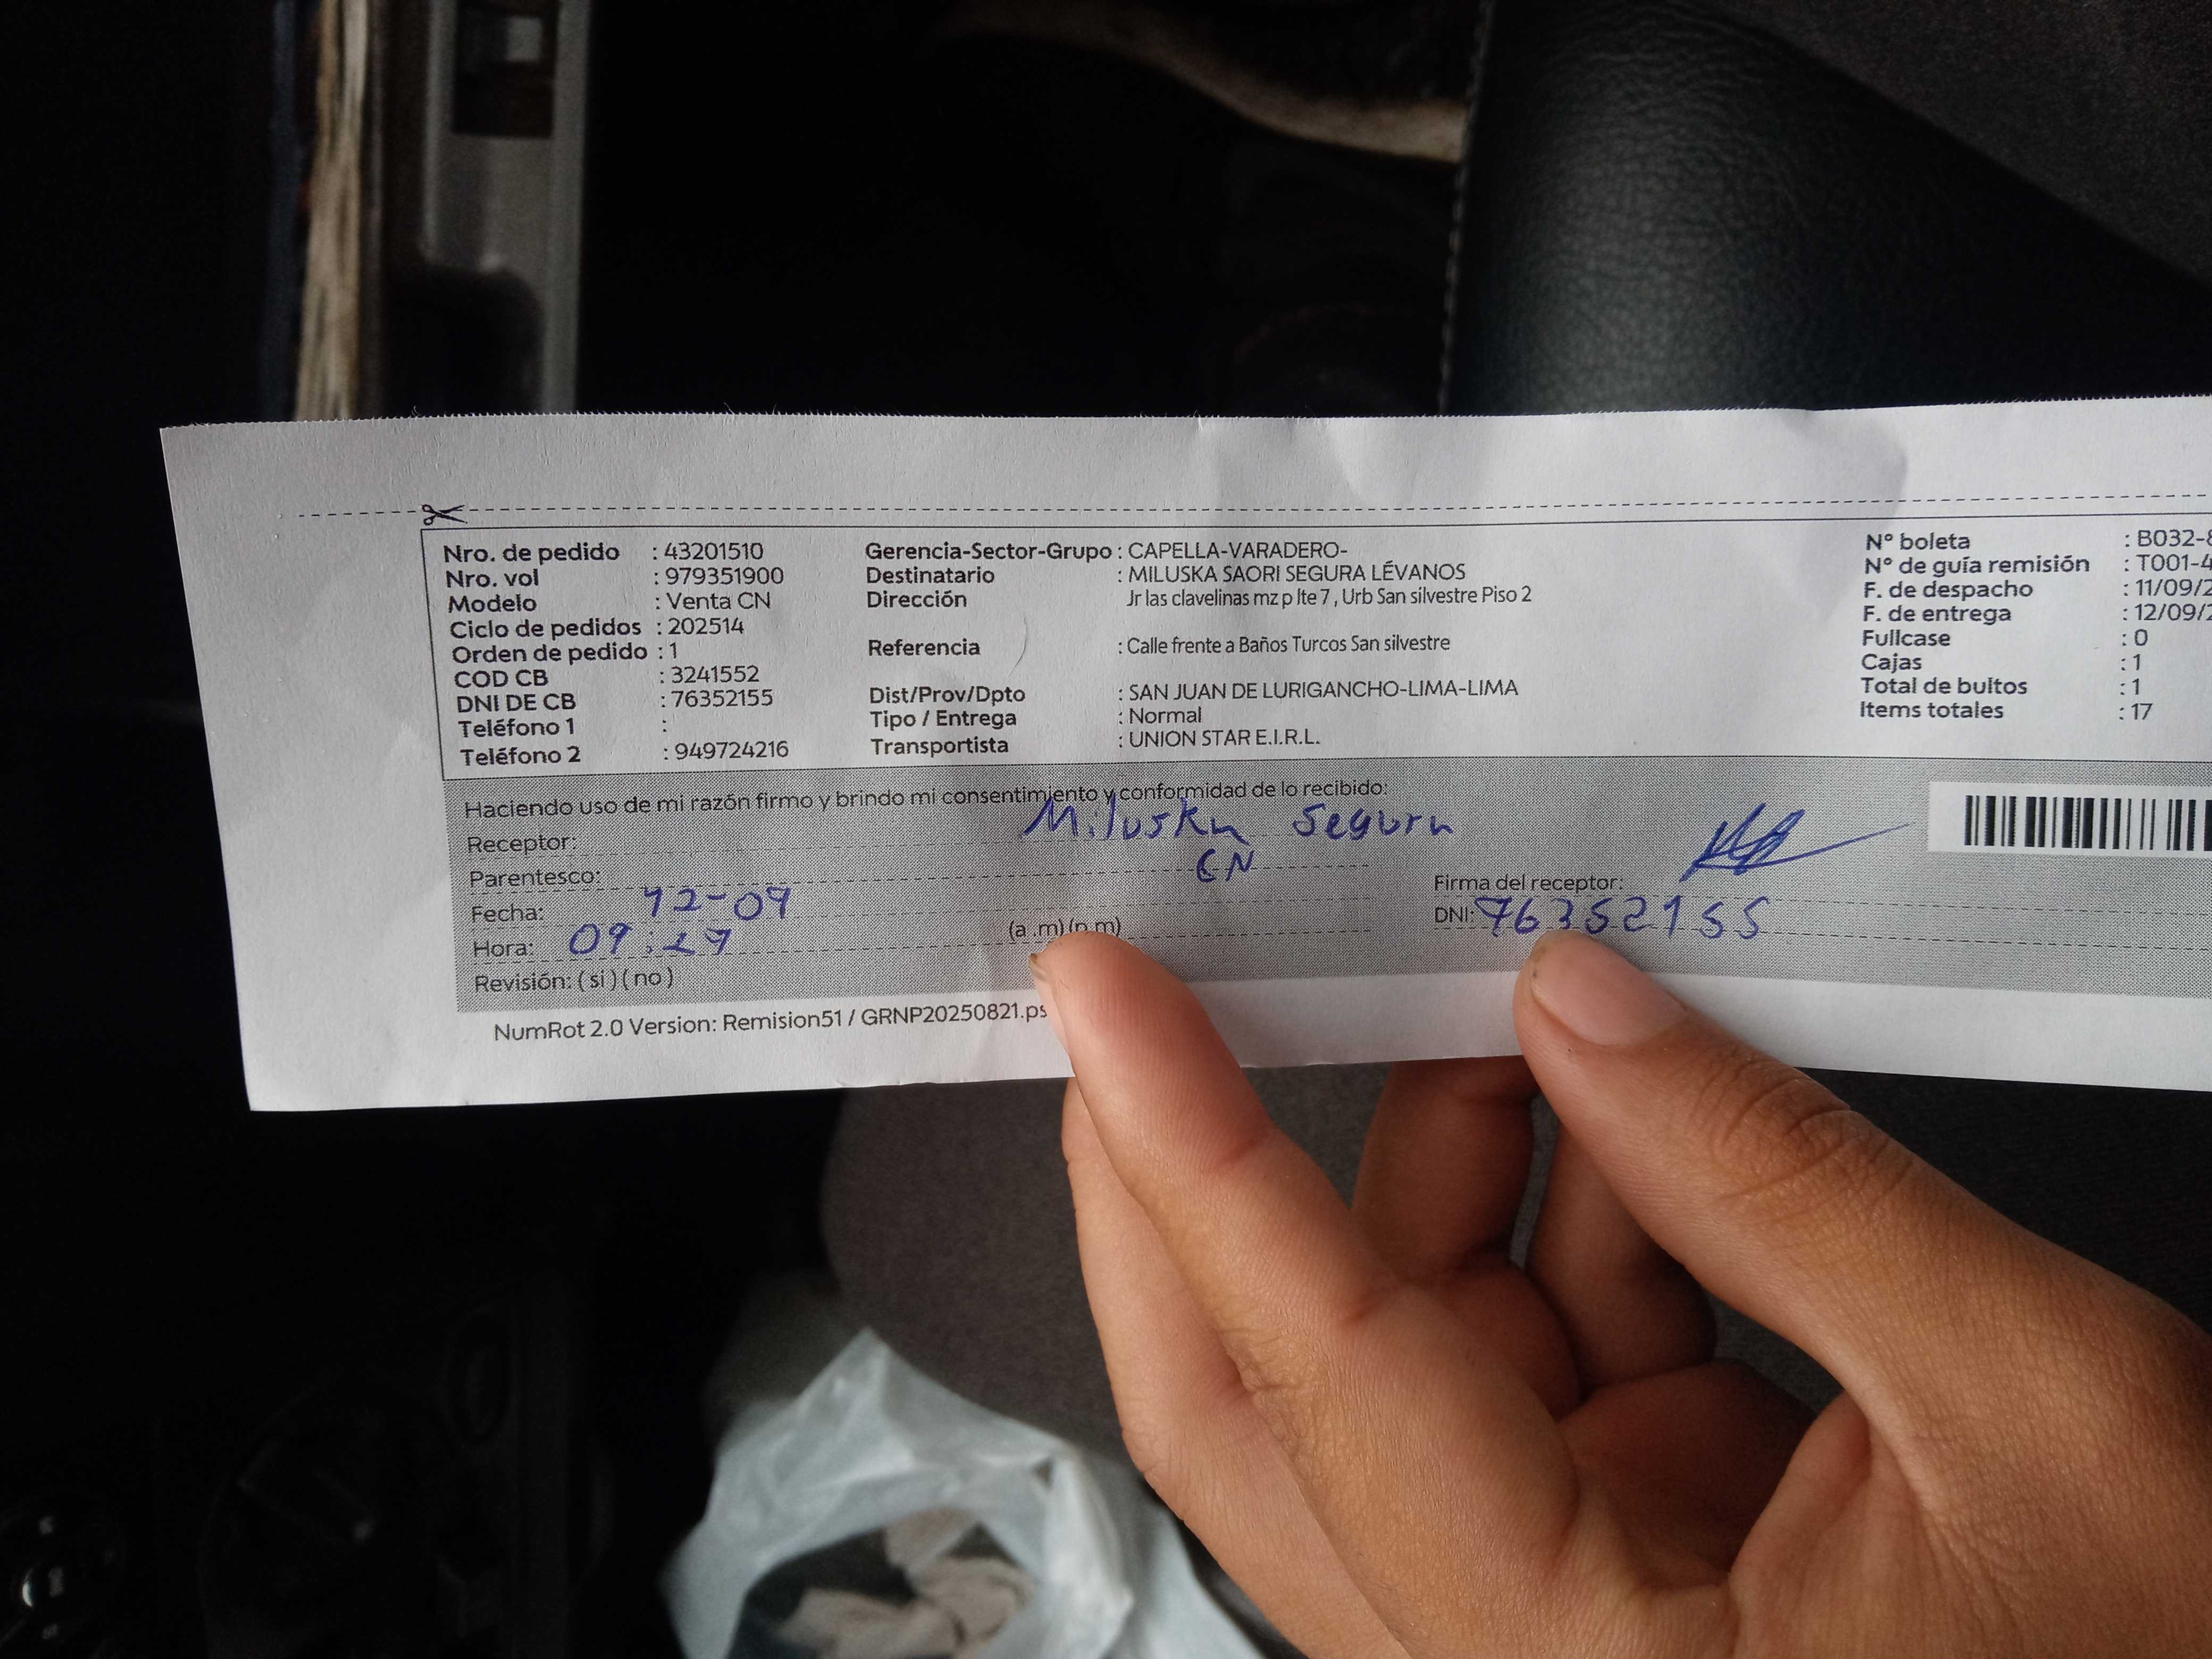 Nro. de pedido : 43201510
Nro. vol : 979351900
Modelo : Venta CN
Ciclo de pedidos : 202514
Orden de pedido : 1
COD CB : 3241552
DNI DE CB : 76352155
Teléfono 1 :
Teléfono 2 : 949724216
Gerencia-Sector-Grupo : CAPELLA-VARADERO-
Destinatario : MILUSKA SAORI SEGURA LÉVANOS
Dirección Jr las clavelinas mz p lte 7 , Urb San silvestre Piso 2
Referencia : Calle frente a Baños Turcos San silvestre
Dist/Prov/Dpto : SAN JUAN DE LURIGANCHO-LIMA-LIMA
Tipo / Entrega : Normal
Transportista : UNION STAR E.I.R.L.
N° boleta : B032-
N° de guía remisión : T001-4
F. de despacho : 11/09/2
F. de entrega : 12/09/2
Fullcase : 0
Cajas : 1
Total de bultos : 1
Items totales : 17
Haciendo uso de mi razón firmo y brindo mi consentimiento y conformidad de lo recibido:
Receptor: Miluska Segura
Parentesco: CN
Fecha: 12-09
Hora: 09: (a .m) (p.m)
Revisión: ( si ) ( no )
Firma del receptor:
DNI: 76352155
NumRot 2.0 Version: Remision51 / GRNP20250821.ps